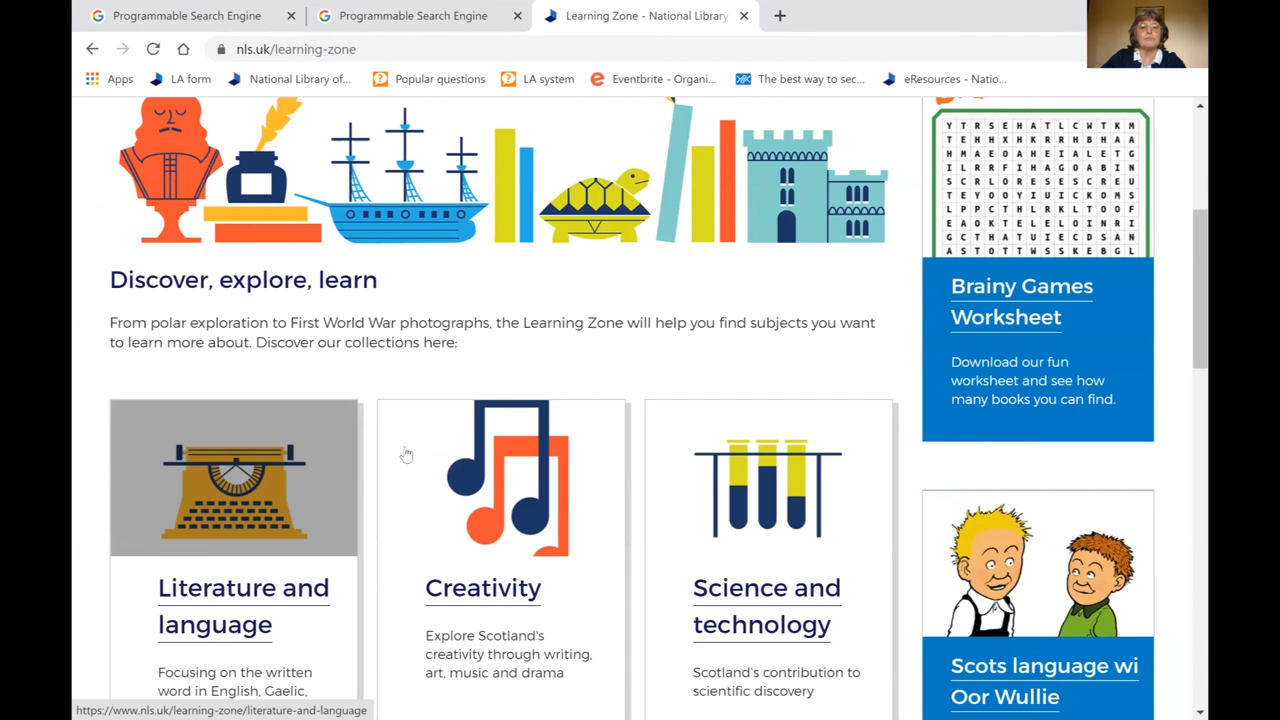 Programmable Search Engine
Programmable Search Engine
Learning Zone - National Library
nls.uk/learning-zone
Apps
LA form
National Library of...
Popular questions
LA system
Eventbrite - Organi...
The best way to sec...
eResources - Natio...
Y T R S E H A T L C W T K M
T E H H X H K R R H B H A A
H M A E O A H E I A L E T G
I L R R F I H A G O A B I N
S C R L O R E S E S C R E U
T E Y O O Y I U I C K O M S
L P P C T H L R K L T O O F
E A O K T E L E L O I N R I
G C T H A T U I E C D S A N
A S T O T T W S S K E B G L
Discover, explore, learn
From polar exploration to First World War photographs, the Learning Zone will help you find subjects you want
to learn more about. Discover our collections here:
Brainy Games
Worksheet
Download our fun
worksheet and see how
many books you can find.
Literature and
language
Focusing on the written
word in English, Gaelic,
Creativity
Explore Scotland's
creativity through writing,
art, music and drama
Science and
technology
Scotland's contribution to
scientific discovery
Scots language wi
Oor Wullie
https://www.nls.uk/learning-zone/literature-and-language